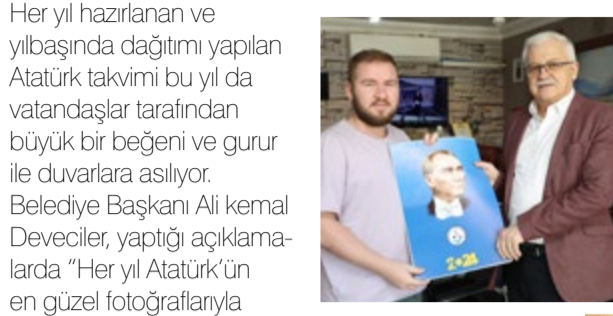 Her yıl hazırlanan ve
yılbaşında dağıtımı yapılan
Atatürk takvimi bu yıl da
vatandaşlar tarafından
büyük bir beğeni ve gurur
ile duvarlara asılıyor.
Belediye Başkanı Ali kemal
Deveciler, yaptığı açıklama-
larda “Her yıl Atatürk’ün
en güzel fotoğraflarıyla